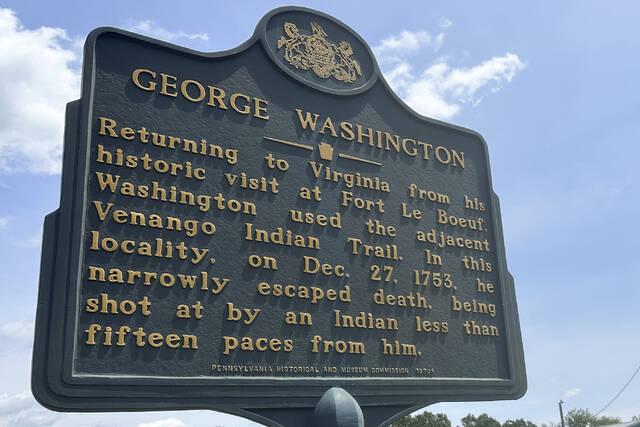 GEORGE WASHINGTON
Returning to Virginia from his
historic visit at Fort Le Boeuf,
Washington used the adjacent
Venango Indian Trail. In this
locality, on Dec. 27, 1753, he
narrowly escaped death, being
shot at by an Indian less than
fifteen paces from him.
PENNSYLVANIA HISTORICAL AND MUSEUM COMMISSION